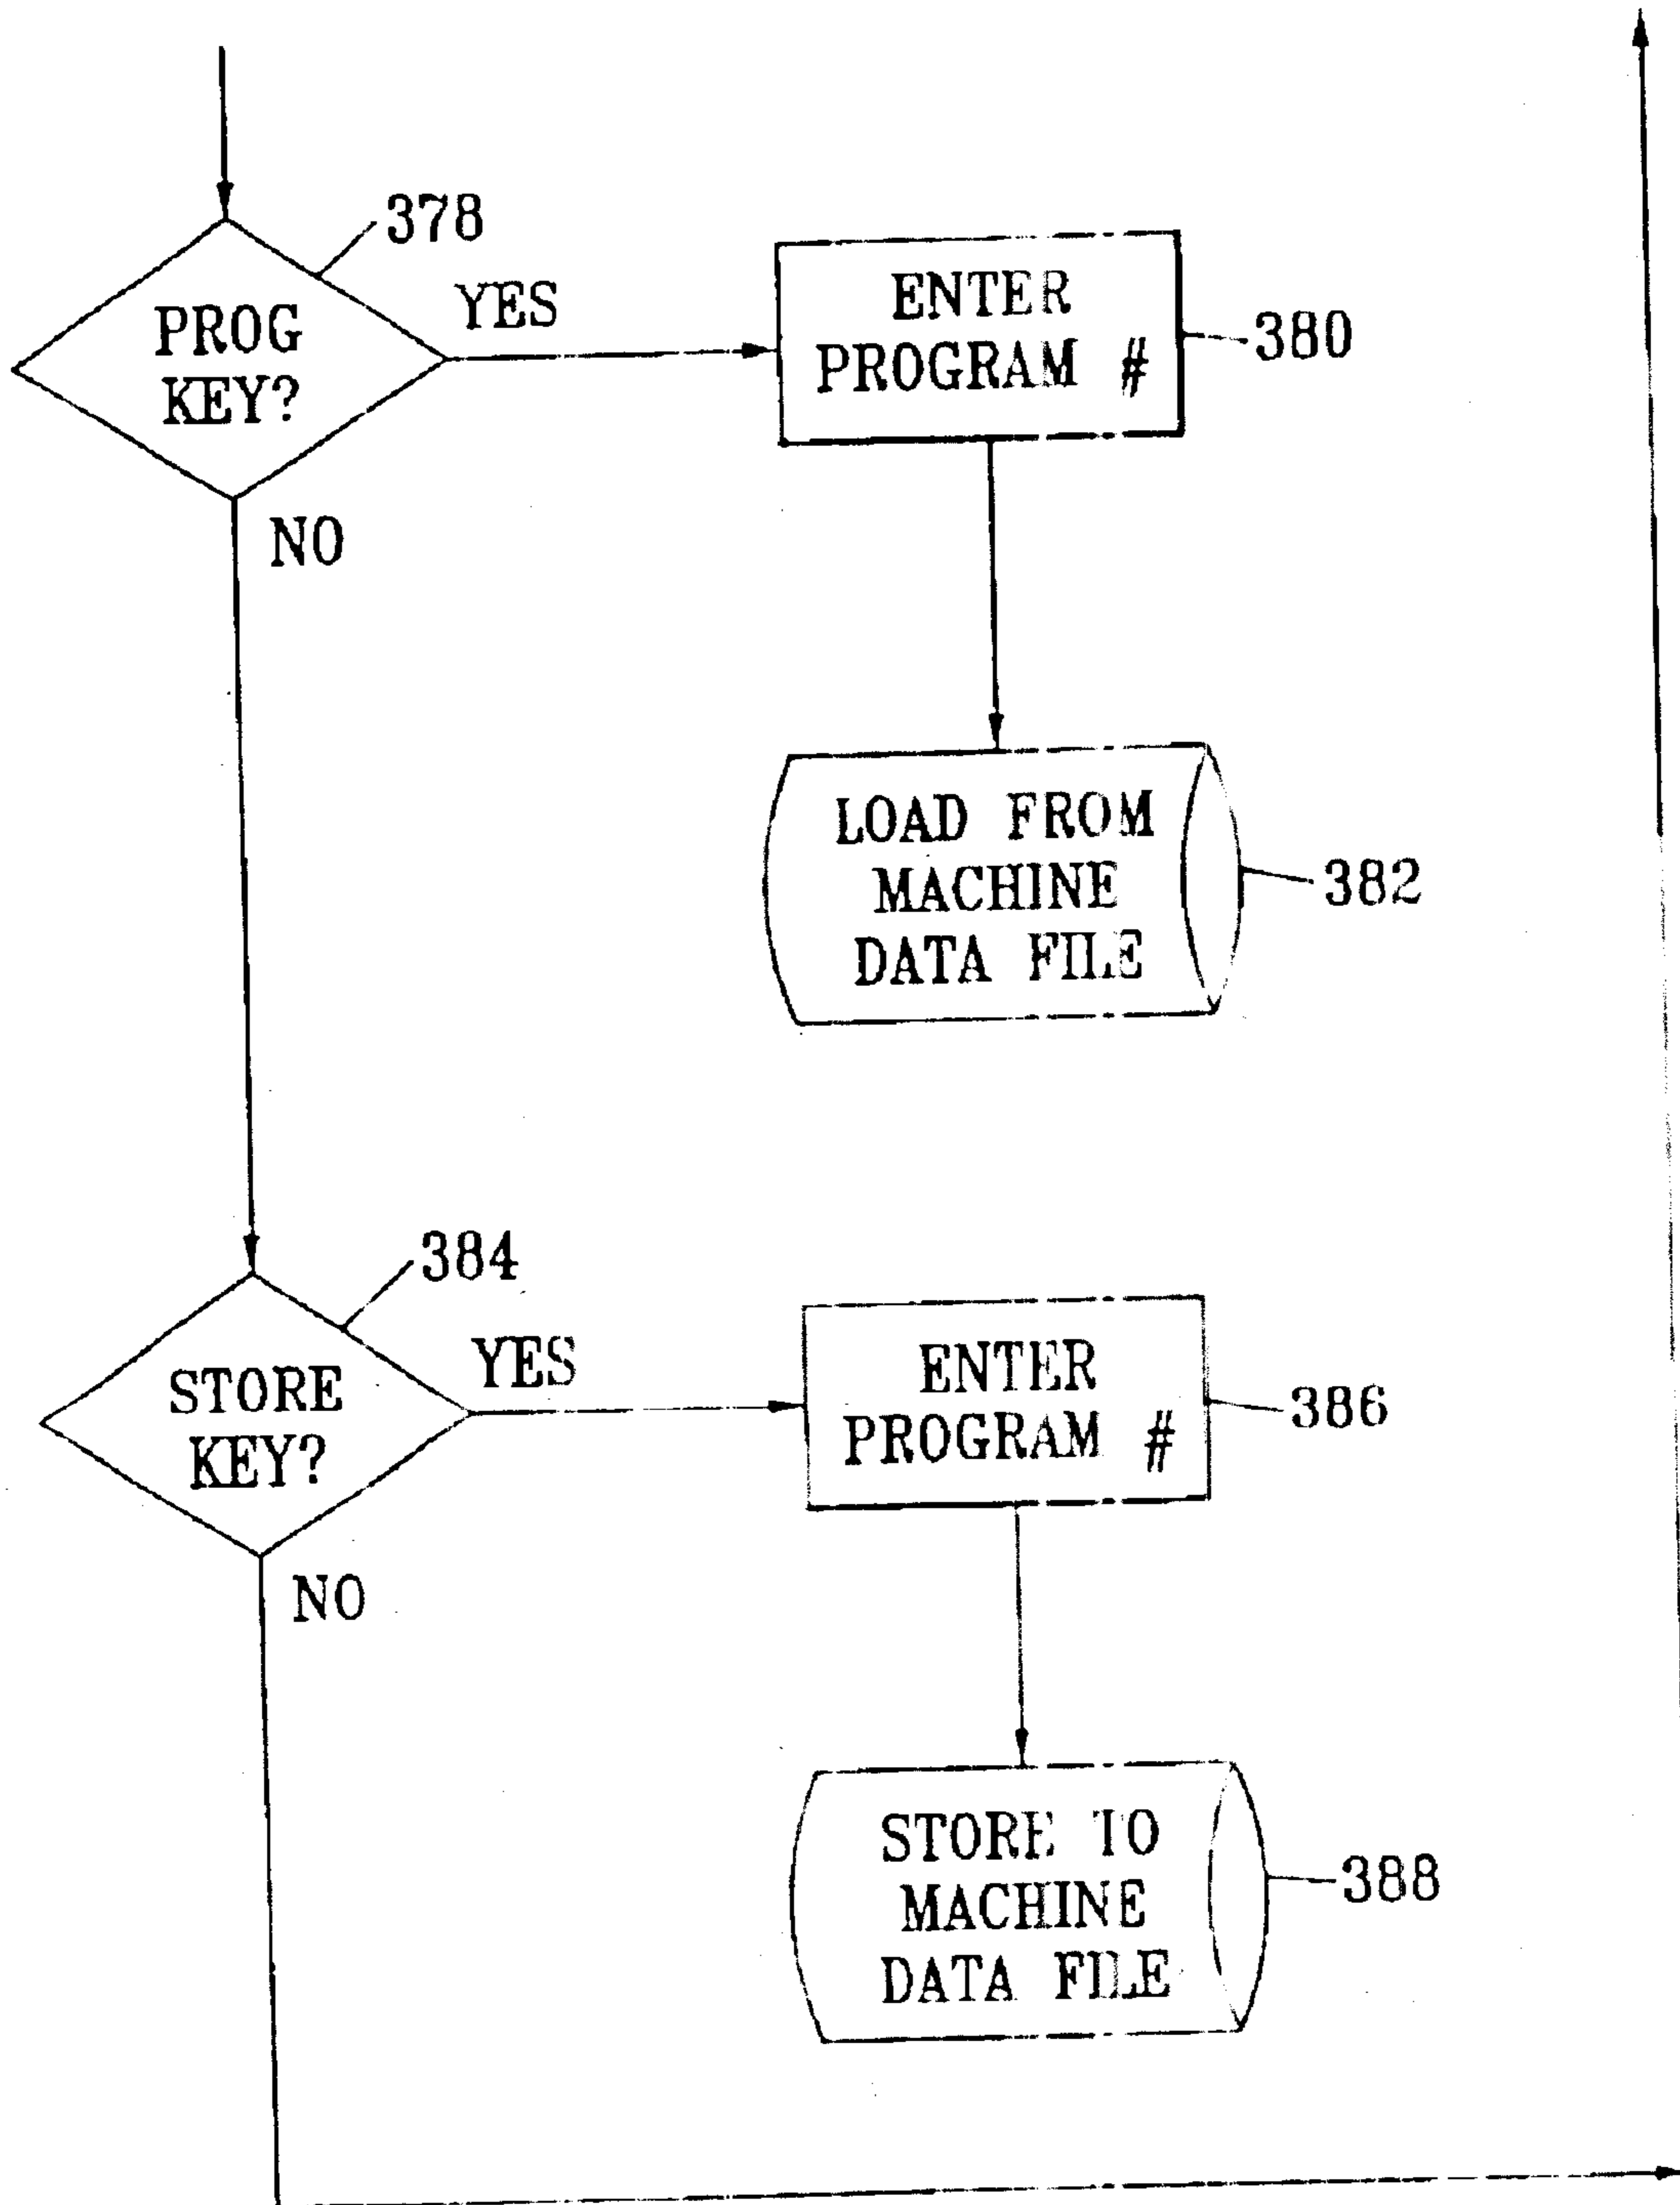 378
PROG
KEY?
YES
NO
ENTER
PROGRAM #
380
LOAD FROM
MACHINE
DATA FILE
382
384
STORE
KEY?
YES
NO
ENTER
PROGRAM #
386
STORE TO
MACHINE
DATA FILE
388